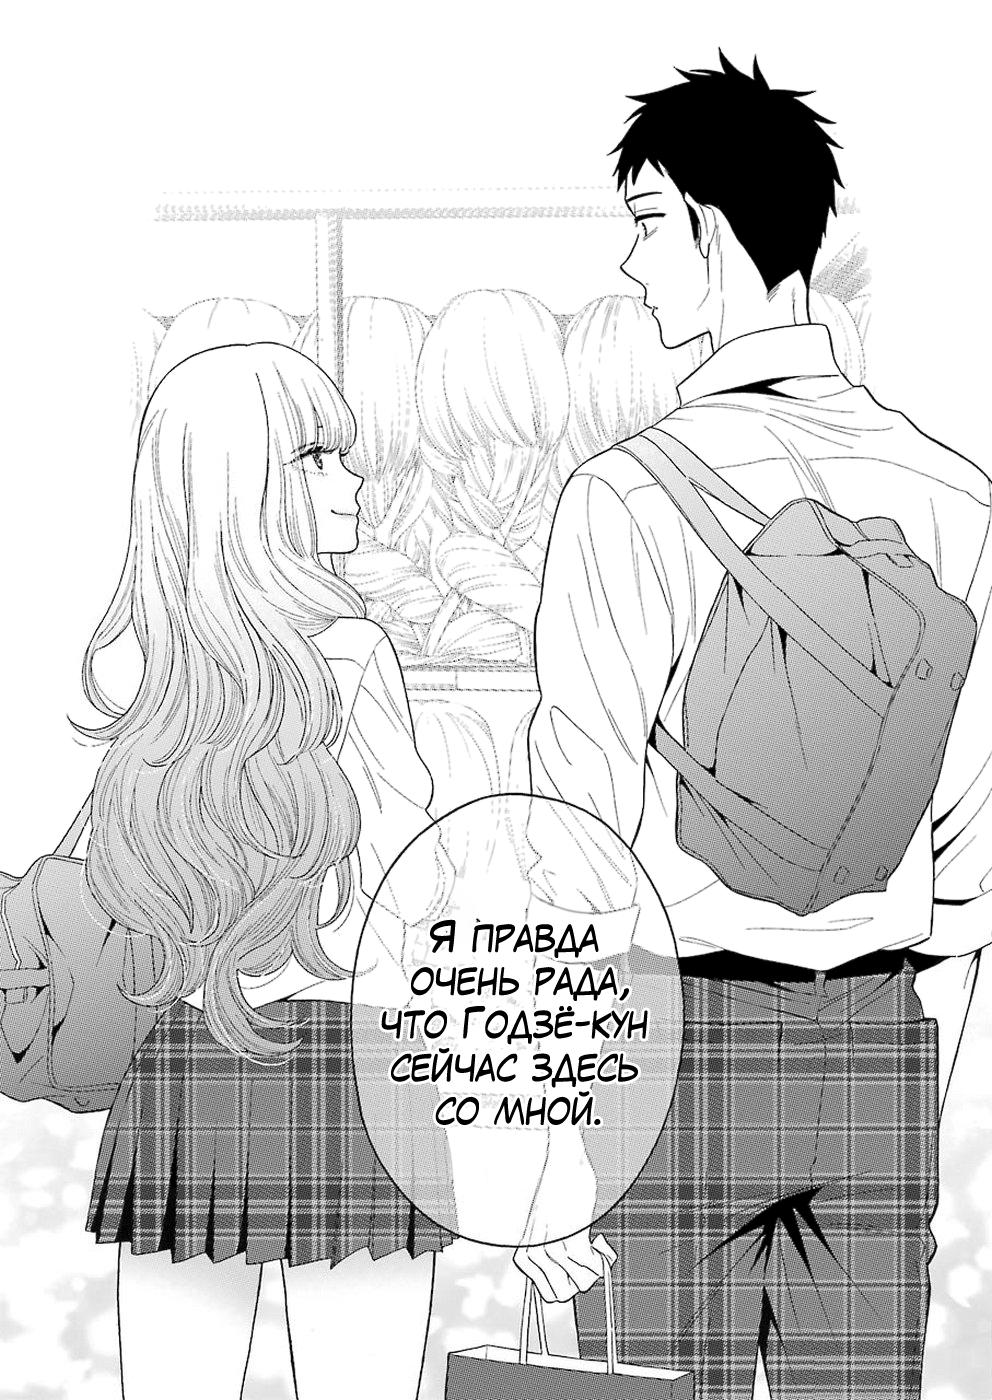 Я ПРАВДА
ОЧЕНЬ РАДА,
ЧТО ГОДЗЁ-КУН
СЕЙЧАС ЗДЕСЬ
СО МНОЙ.